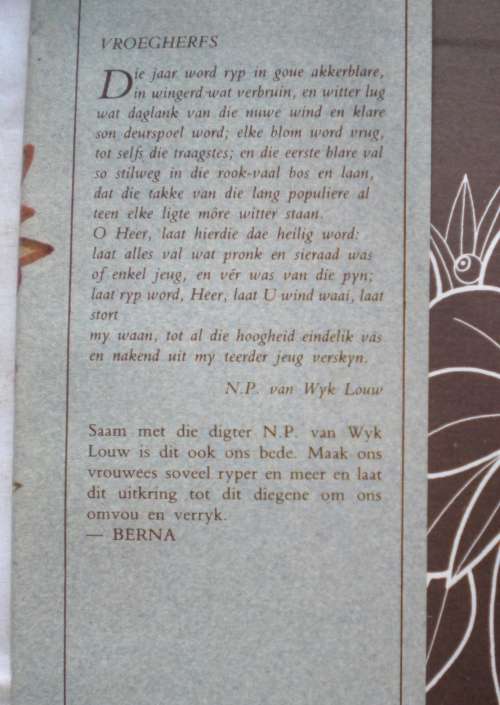 VROEGHERFS
Die jaar word ryp in goue akkerblare,
in wingerd wat verbruin, en witter lug
wat daglank van die nuwe wind en klare
son deurspoel word; elke blom word vrug,
tot selfs die traagstes; en die eerste blare val
so stilweg in die rook-vaal bos en laan,
dat die takke van die lang populiere al
teen elke ligte môre witter staan.
O Heer, laat hierdie dae heilig word:
laat alles val wat pronk en sieraad was
of enkel jeug, en vér was van die pyn;
laat ryp word, Heer, laat U wind waai, laat
stort
my waan, tot al die hoogheid eindelik vas
en nakend uit my teerder jeug verskyn.
N.P. van Wyk Louw
Saam met die digter N.P. van Wyk
Louw is dit ook ons bede. Maak ons
vrouwees soveel ryper en meer en laat
dit uitkring tot dit diegene om ons
omvou en verryk.
— BERNA